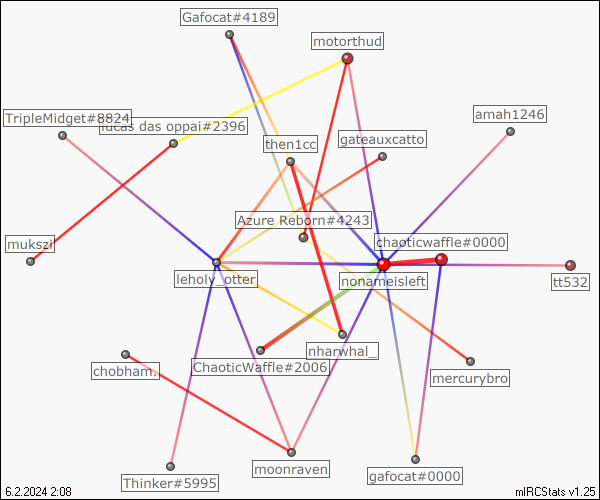 Gafocat#4189
motorthud
TripleMidget#8824
lucas das oppai#2396
amah1246
then1cc
gateauxcatto
Azure Reborn#4243
chaoticwaffle#0000
mukszi
leholy_otter
nonameisleft
tt532
nharwhal_
chobham.
ChaoticWaffle#2006
mercurybro
Thinker#5995
moonraven
gafocat#0000
6.2.2024 2:08
mIRCStats v1.25